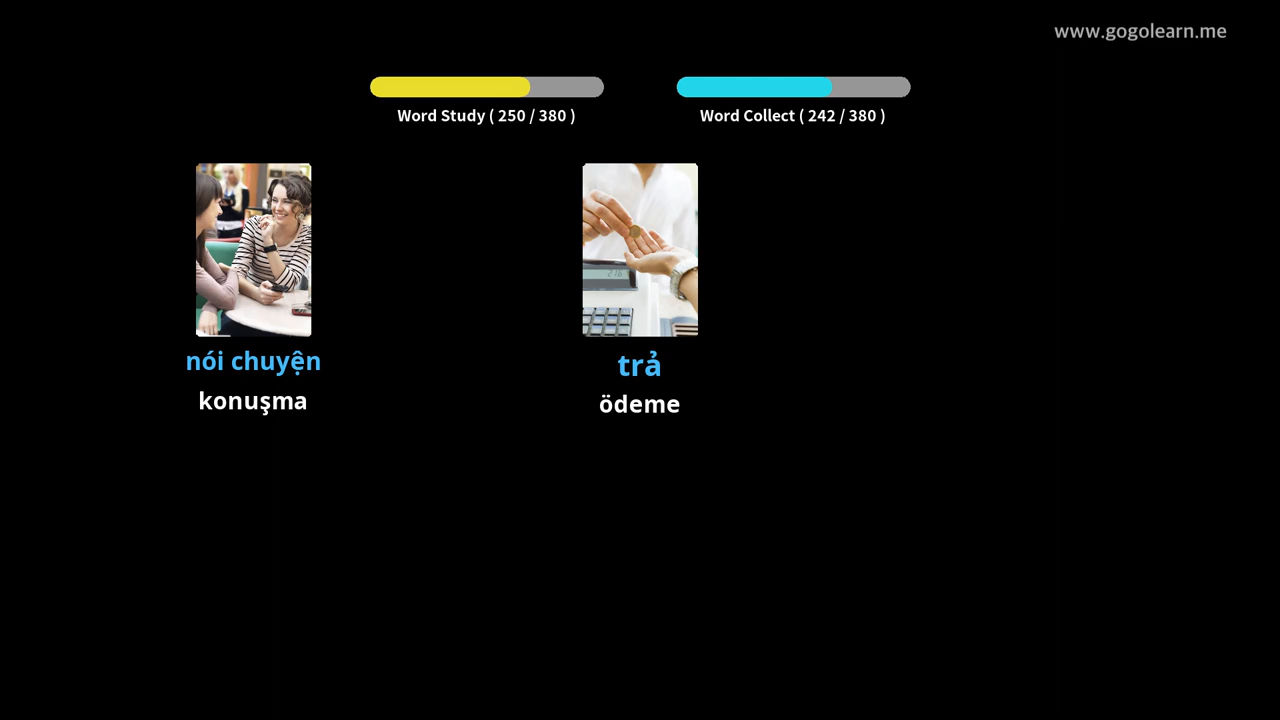 www.gogolearn.me
Word Study ( 250 / 380 )
Word Collect ( 242 / 380 )
nói chuyện
konuşma
trả
ödeme